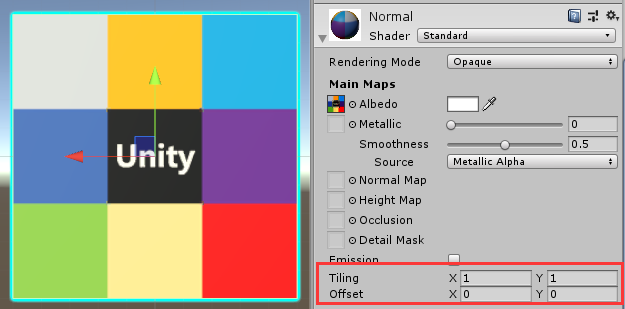 Unity
Normal
Shader Standard
Rendering Mode Opaque
Main Maps
Albedo
Metallic 0
Smoothness 0.5
Source Metallic Alpha
Normal Map
Height Map
Occlusion
Detail Mask
Emission
Tiling X 1 Y 1
Offset X 0 Y 0